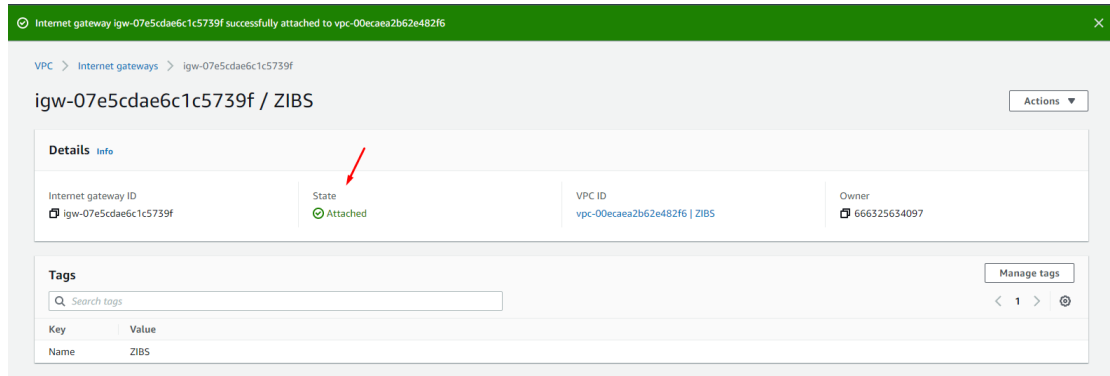 Internet gateway igw-07e5cdae6c1c5739f successfully attached to vpc-00ecaea2b62e482f6
VPC > Internet gateways > igw-07e5cdae6c1c5739f
igw-07e5cdae6c1c5739f / ZIBS
Actions
Details Info
Internet gateway ID
igw-07e5cdae6c1c5739f
State
Attached
VPC ID
vpc-00ecaea2b62e482f6 | ZIBS
Owner
666325634097
Tags
Manage tags
Search tags
1
Key Value
Name ZIBS